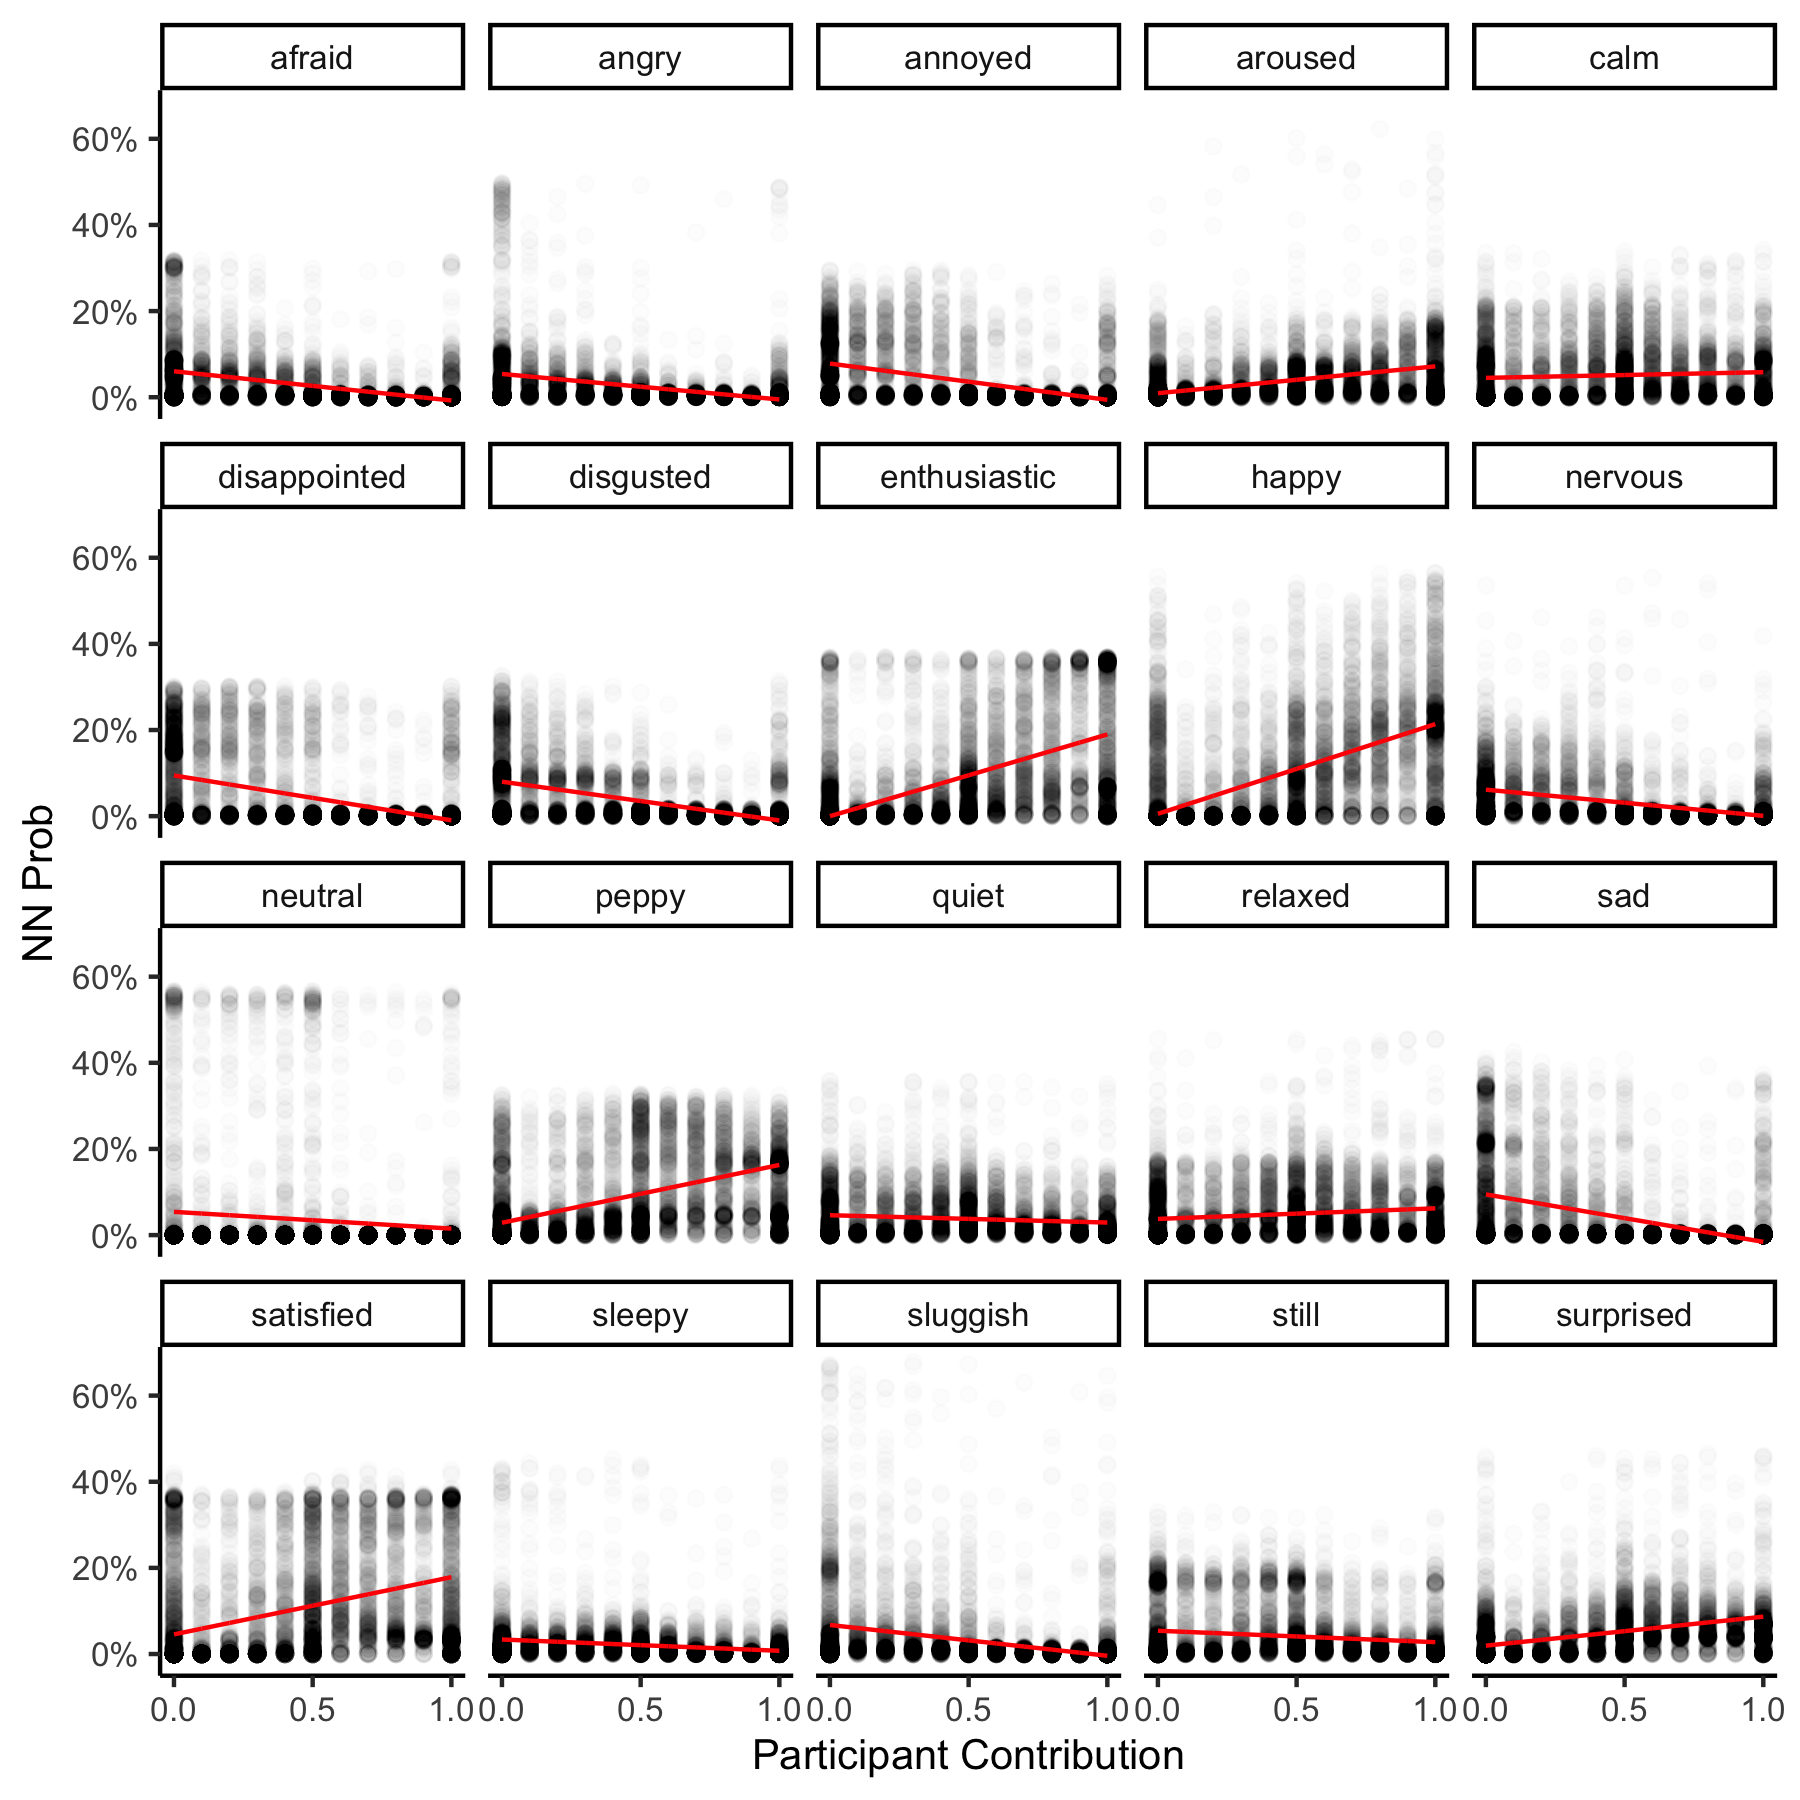 afraid angry annoyed aroused calm
60%
40%
20%
0%
disappointed disgusted enthusiastic happy nervous
60%
40%
20%
0%
neutral peppy quiet relaxed sad
60%
40%
20%
0%
satisfied sleepy sluggish still surprised
60%
40%
20%
0%
0.0 0.5 1.0 0.0 0.5 1.0 0.0 0.5 1.0 0.0 0.5 1.0 0.0 0.5 1.0
Participant Contribution
NN Prob